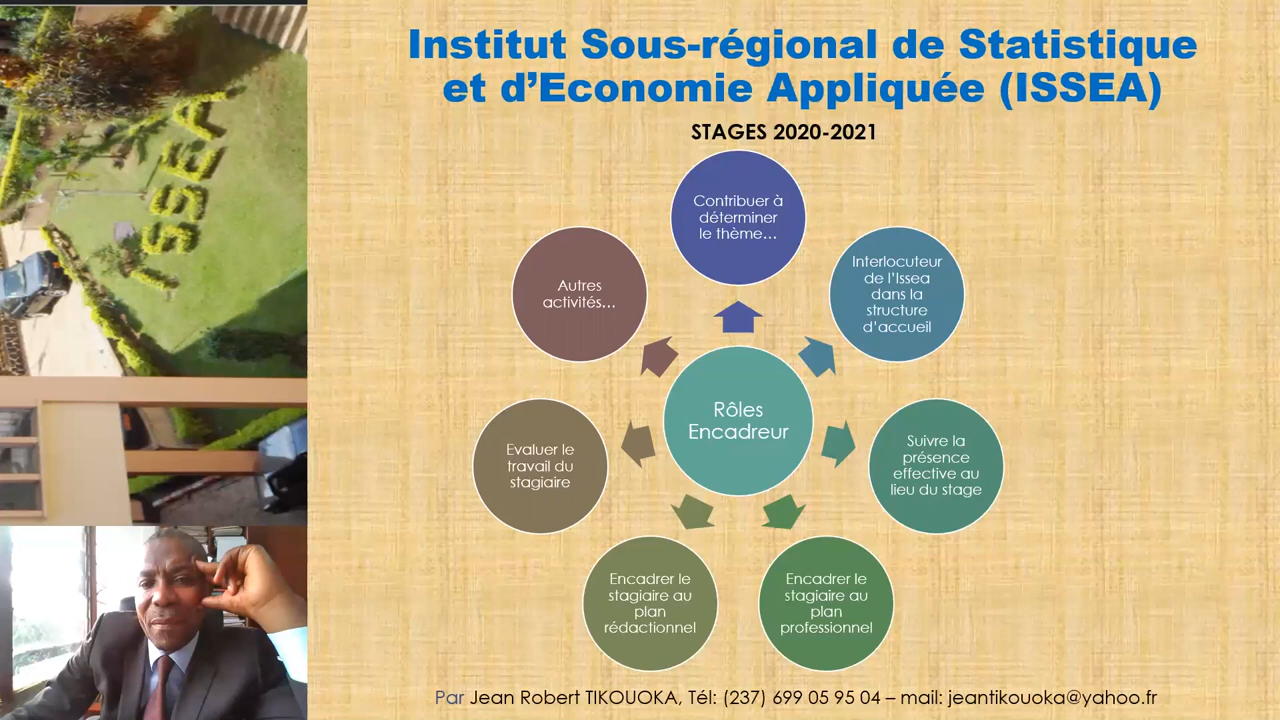 Institut Sous-régional de Statistique
et d’Economie Appliquée (ISSEA)
STAGES 2020-2021
Contribuer à
déterminer
le thème…
Interlocuteur
de l’Issea
dans la
structure
d’accueil
Suivre la
présence
effective au
lieu du stage
Encadrer le
stagiaire au
plan
professionnel
Encadrer le
stagiaire au
plan
rédactionnel
Evaluer le
travail du
stagiaire
Autres
activités…
Rôles
Encadreur
ISSEA
Par Jean Robert TIKOUOKA, Tél: (237) 699 05 95 04 – mail: jeantikouoka@yahoo.fr